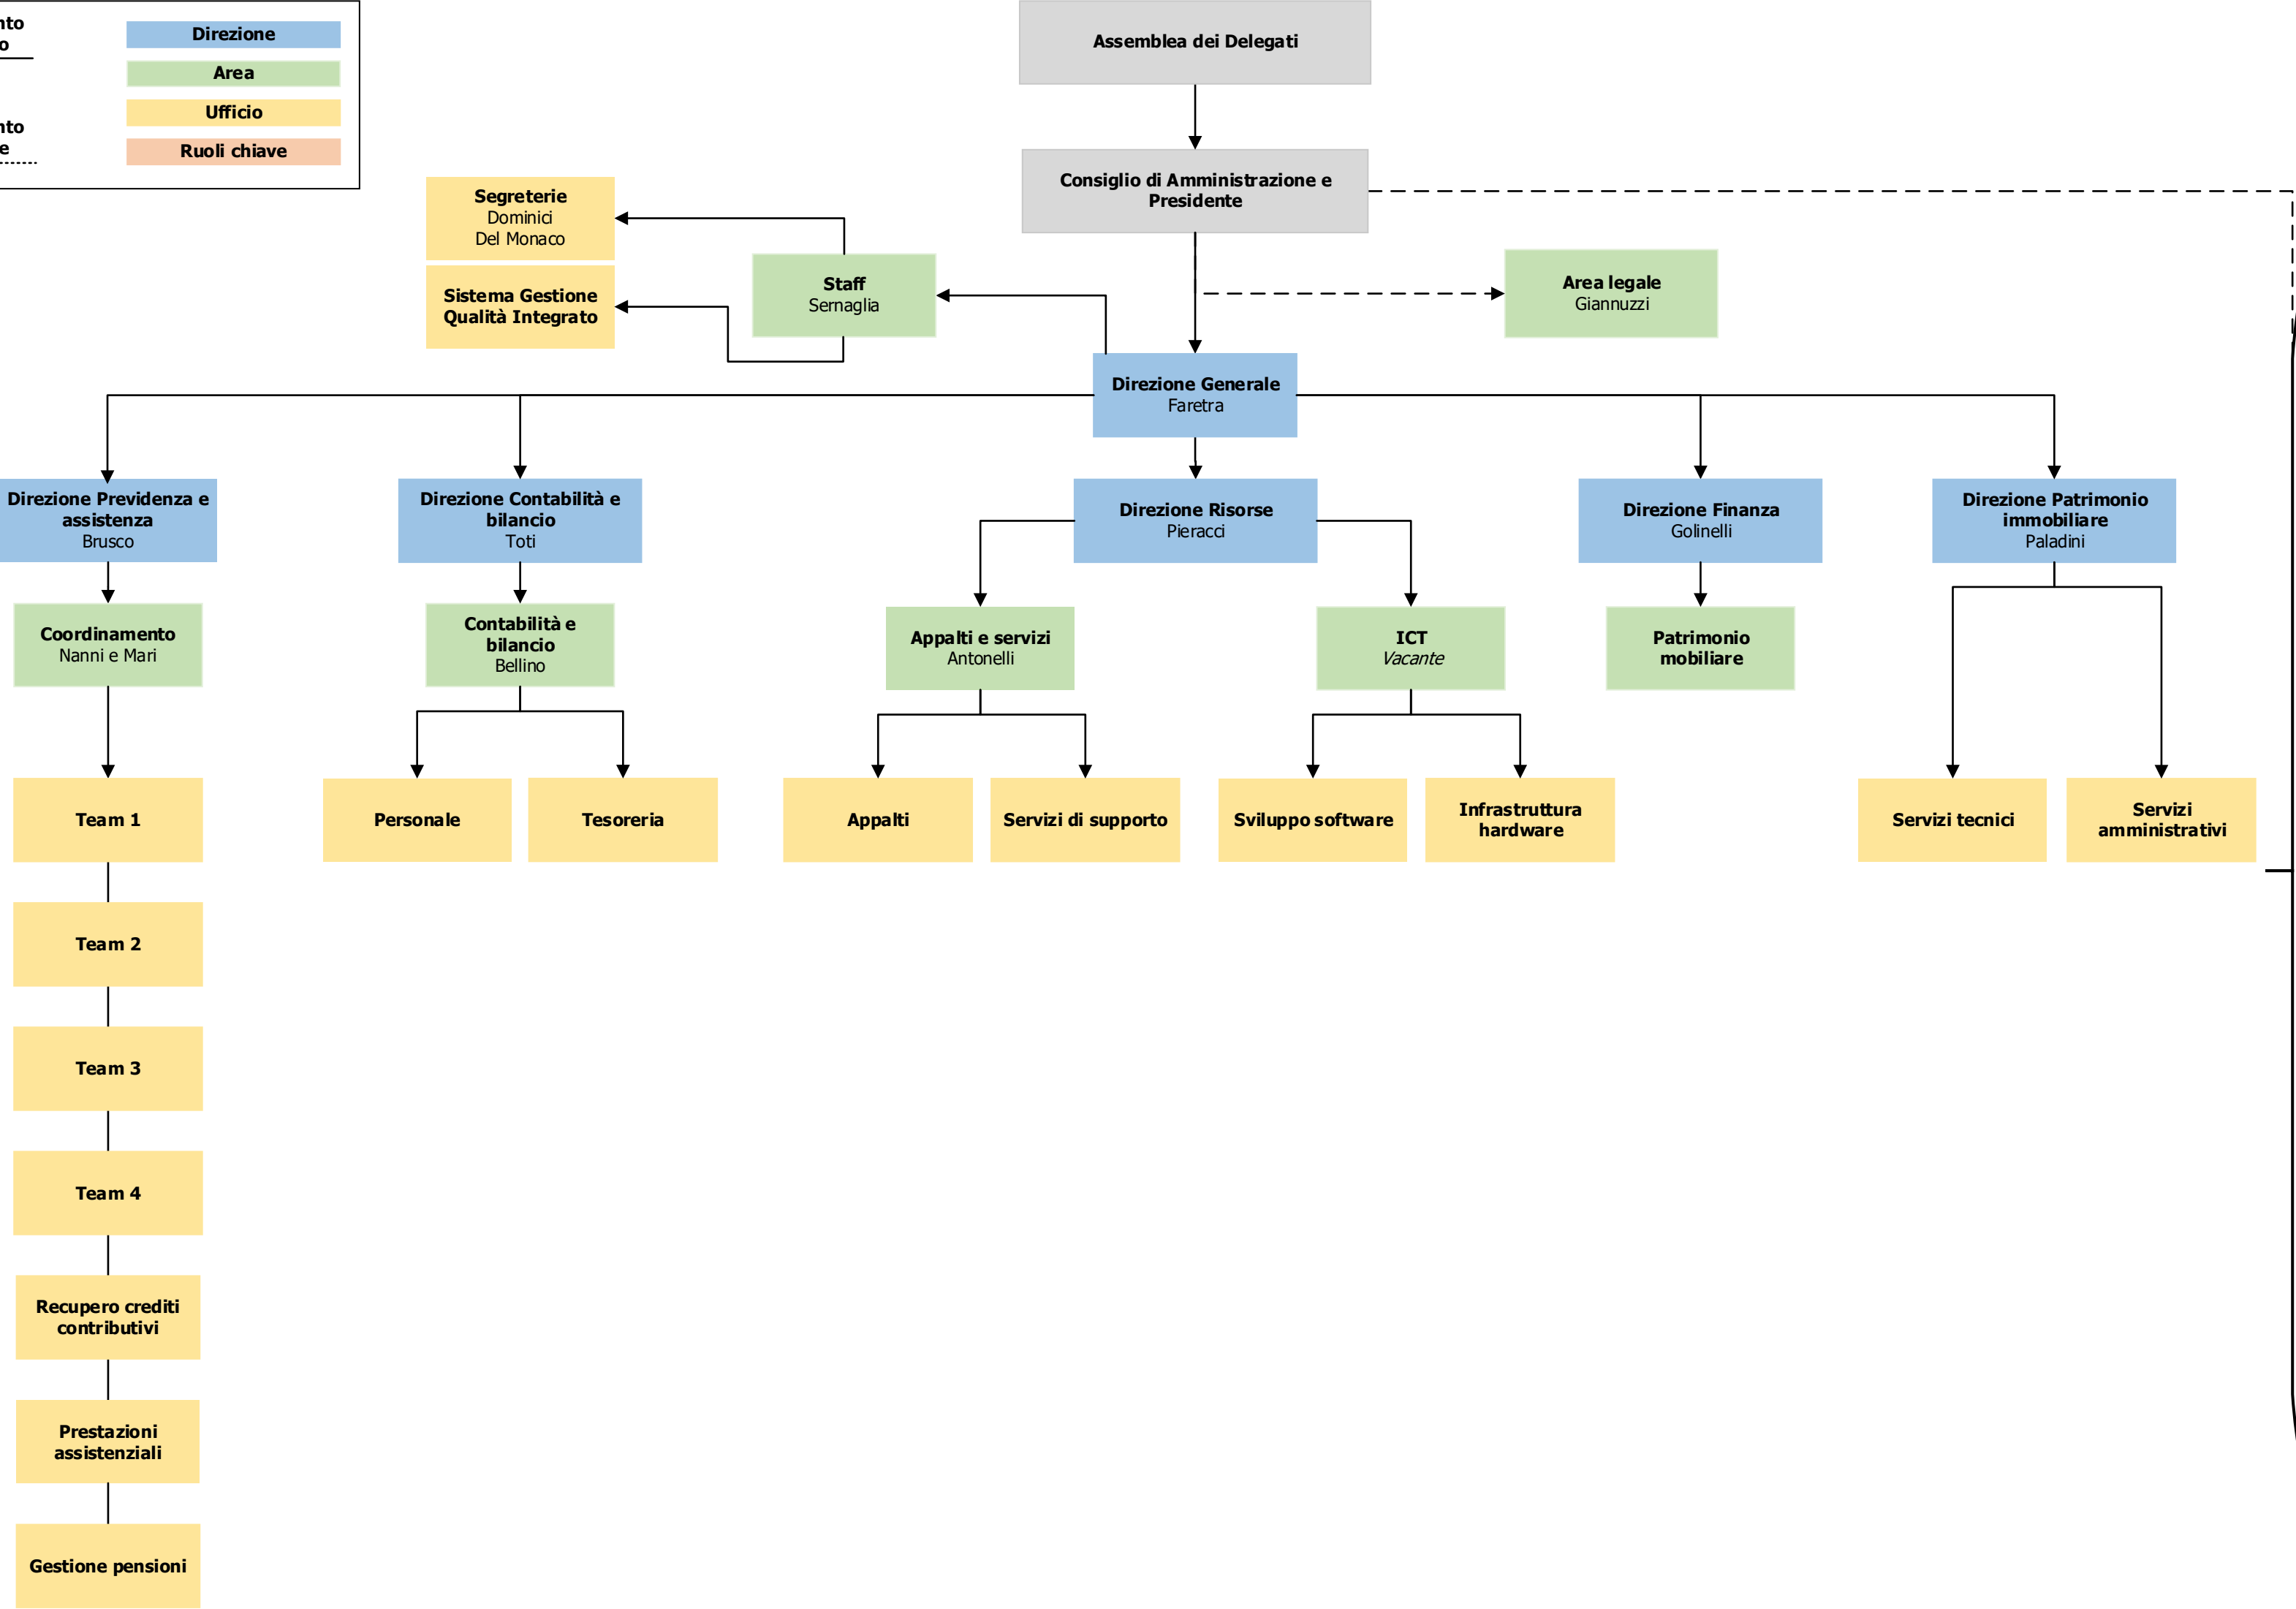 Direzione
Area
Ufficio
Ruoli chiave
Assemblea dei Delegati
Consiglio di Amministrazione e
Presidente
Segreterie
Dominici
Del Monaco
Sistema Gestione
Qualità Integrato
Staff
Sernaglia
Area legale
Giannuzzi
Direzione Generale
Faretra
Direzione Previdenza e
assistenza
Brusco
Direzione Contabilità e
bilancio
Toti
Direzione Risorse
Pieracci
Direzione Finanza
Golinelli
Direzione Patrimonio
immobiliare
Paladini
Coordinamento
Nanni e Mari
Contabilità e
bilancio
Bellino
Appalti e servizi
Antonelli
ICT
Vacante
Patrimonio
mobiliare
Team 1
Personale
Tesoreria
Appalti
Servizi di supporto
Sviluppo software
Infrastruttura
hardware
Servizi tecnici
Servizi
amministrativi
Team 2
Team 3
Team 4
Recupero crediti
contributivi
Prestazioni
assistenziali
Gestione pensioni